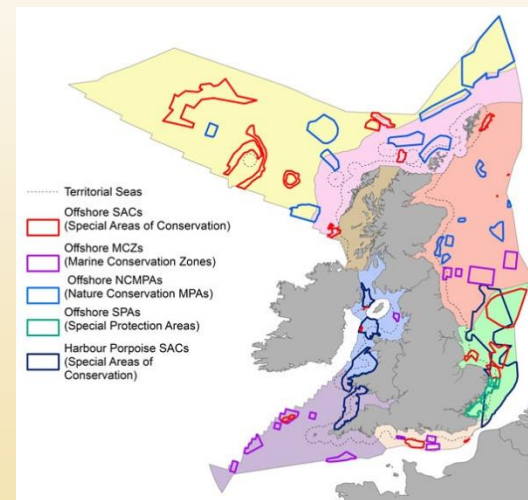 Territorial Seas
Offshore SACs
(Special Areas of Conservation)
Offshore MCZs
(Marine Conservation Zones)
Offshore NCMPAs
(Nature Conservation MPAs)
Offshore SPAs
(Special Protection Areas)
Harbour Porpoise SACs
(Special Areas of
Conservation)